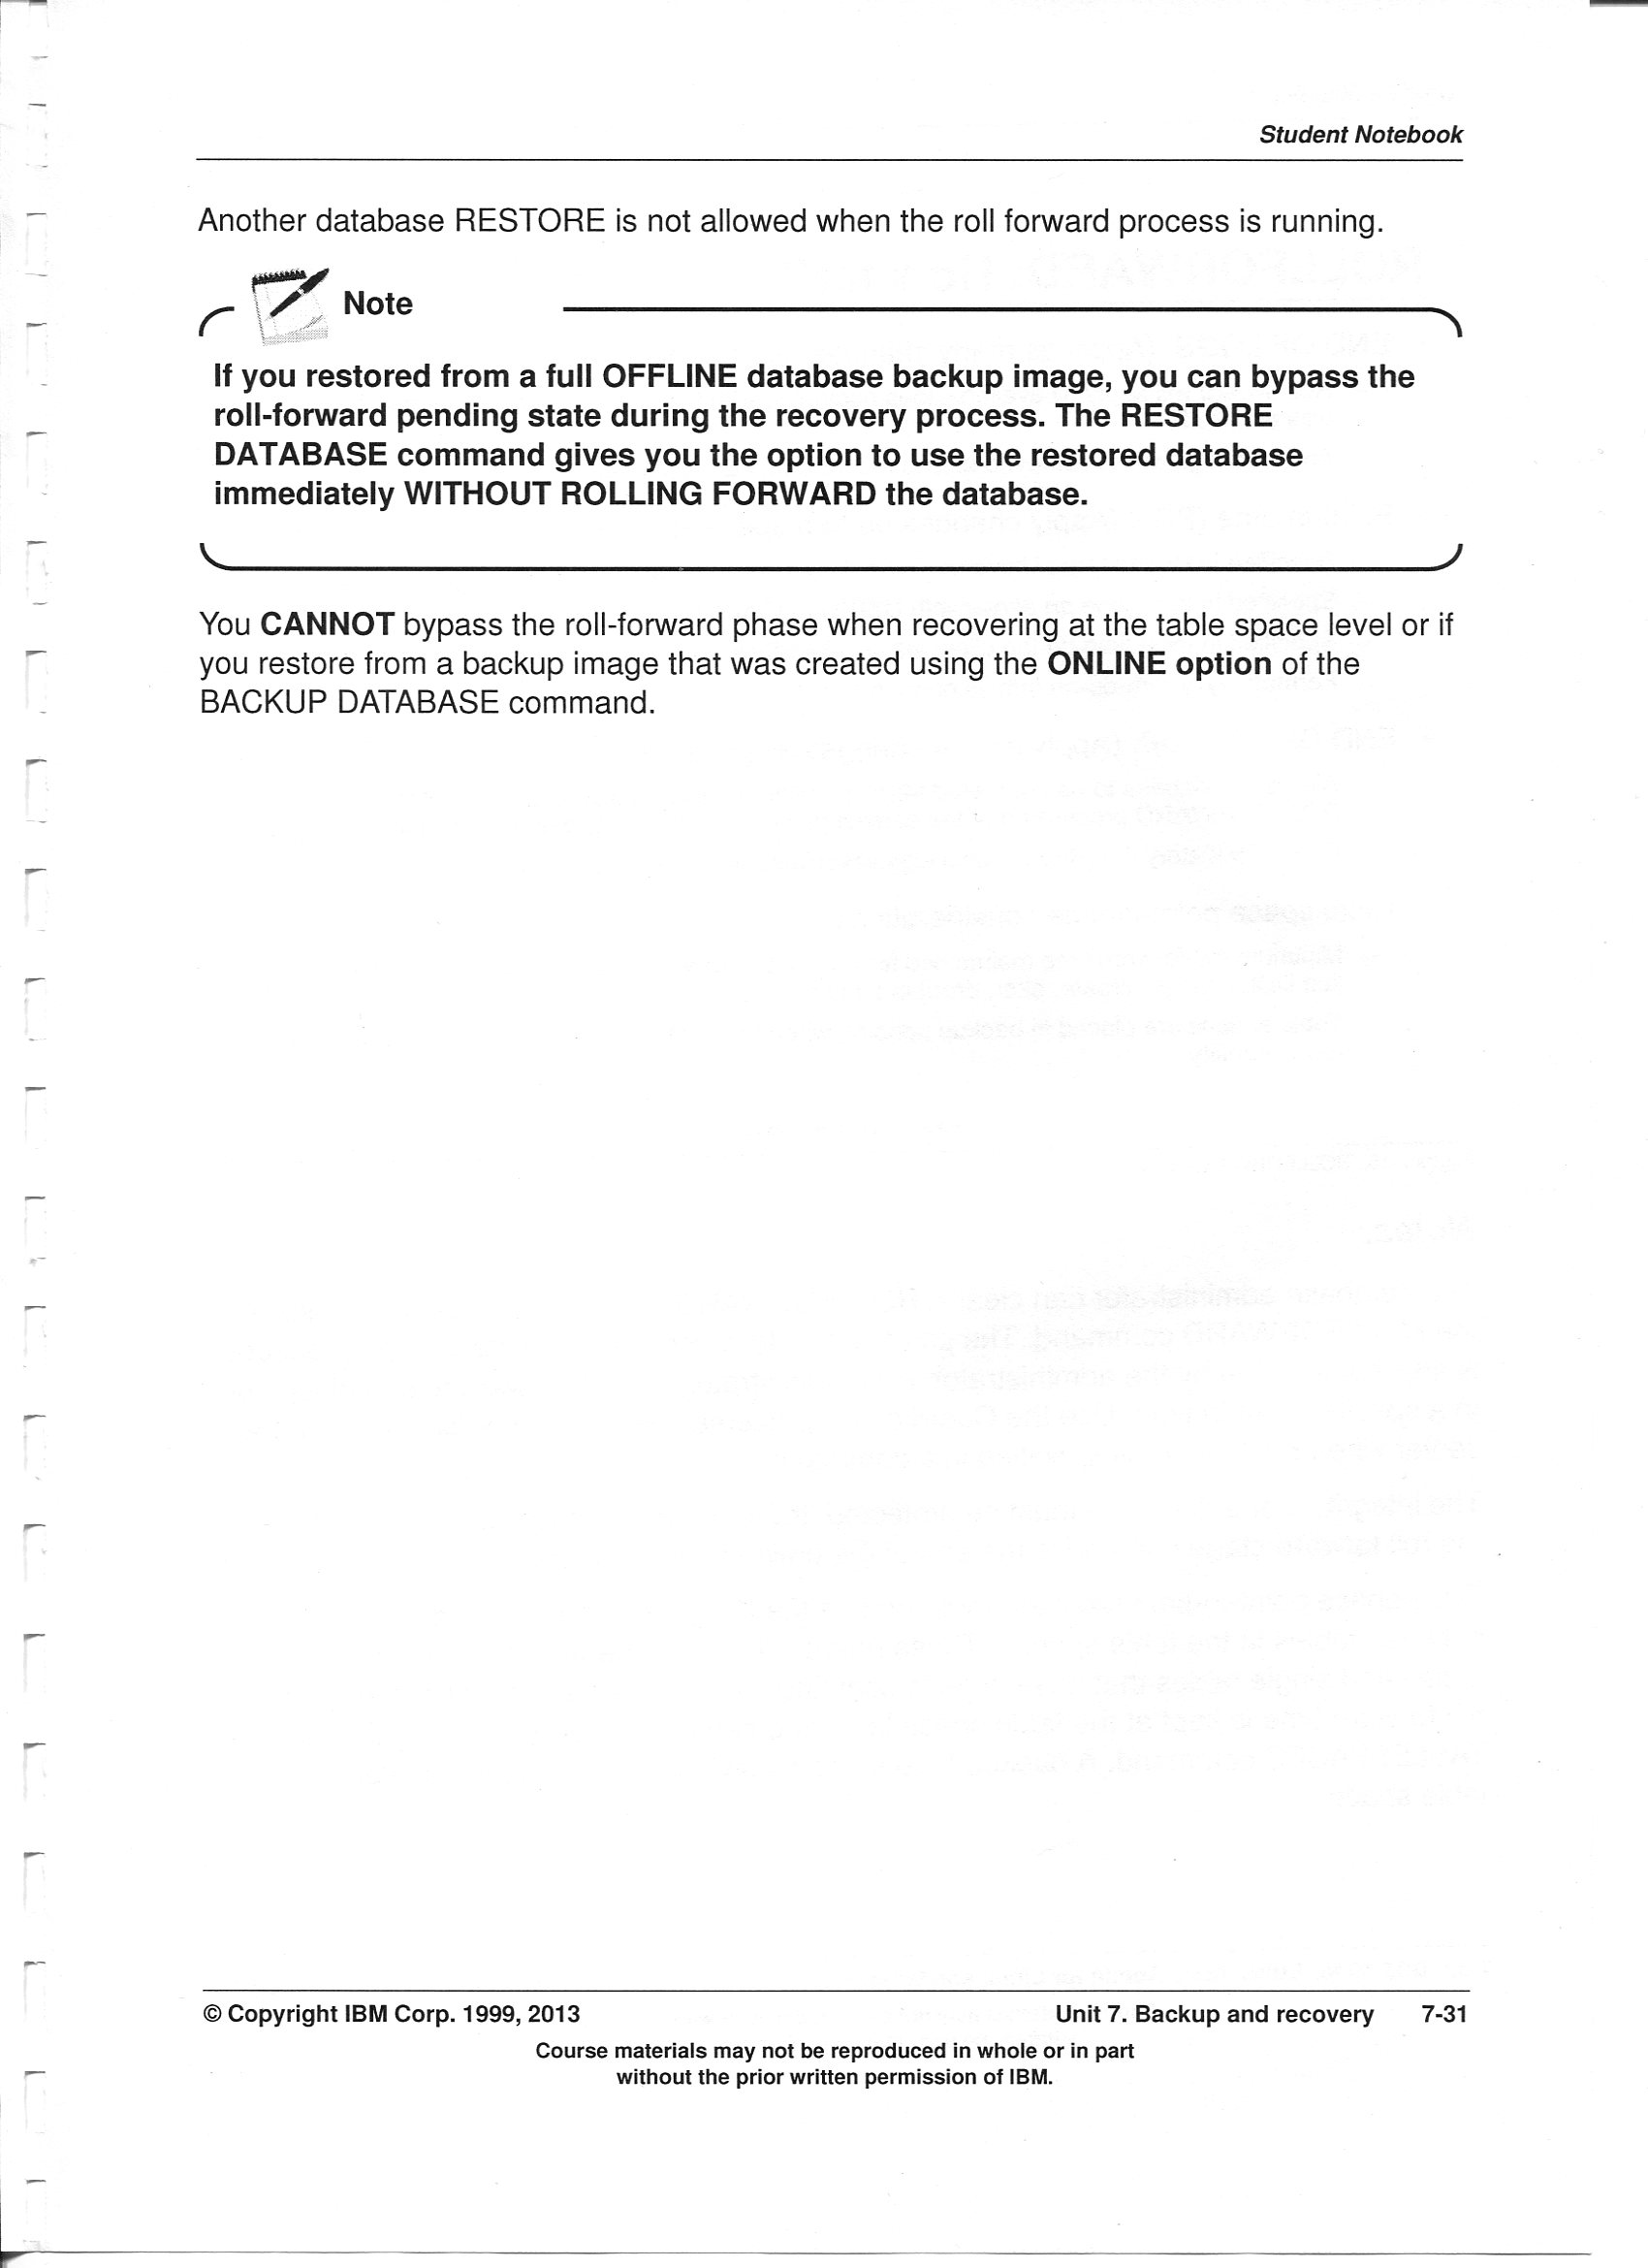 Student Notebook
Another database RESTORE is not allowed when the roll forward process is running.
Note
If you restored from a full OFFLINE database backup image, you can bypass the
roll-forward pending state during the recovery process. The RESTORE
DATABASE command gives you the option to use the restored database
immediately WITHOUT ROLLING FORWARD the database.
You CANNOT bypass the roll-forward phase when recovering at the table space level or if
you restore from a backup image that was created using the ONLINE option of the
BACKUP DATABASE command.
© Copyright IBM Corp. 1999, 2013 Unit 7. Backup and recovery 7-31
Course materials may not be reproduced in whole or in part
without the prior written permission of IBM.